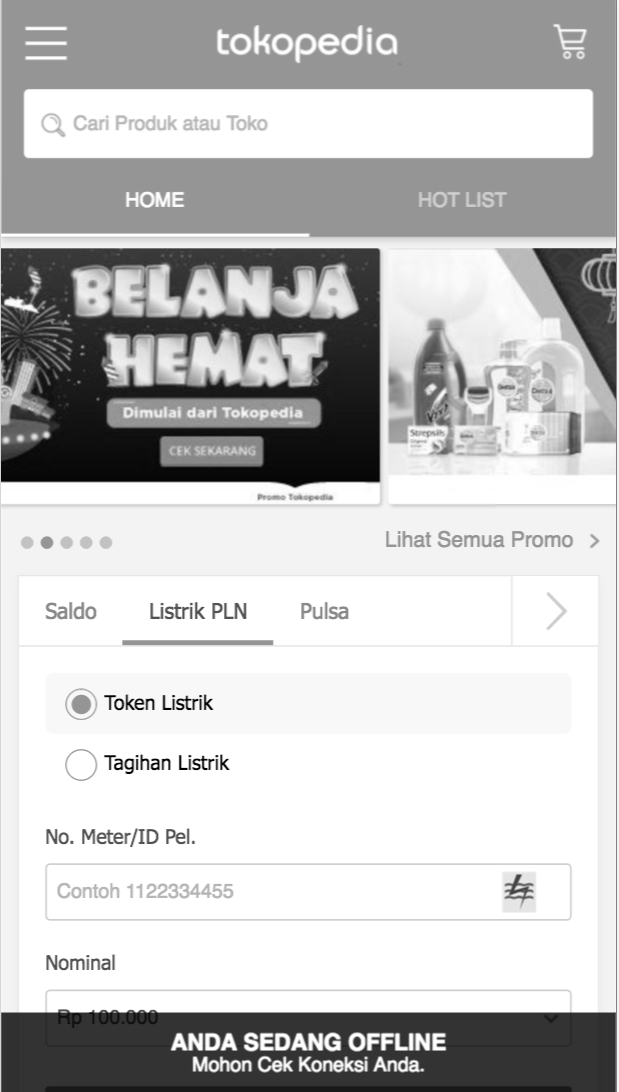 tokopedia
Cari Produk atau Toko
HOME
HOT LIST
BELANJA
HEMAT
Dimulai dari Tokopedia
CEK SEKARANG
Promo Tokopedia
Strepsils
Lihat Semua Promo
Saldo
Listrik PLN
Pulsa
Token Listrik
Tagihan Listrik
No. Meter/ID Pel.
Contoh 1122334455
Nominal
Rp 100.000
ANDA SEDANG OFFLINE
Mohon Cek Koneksi Anda.